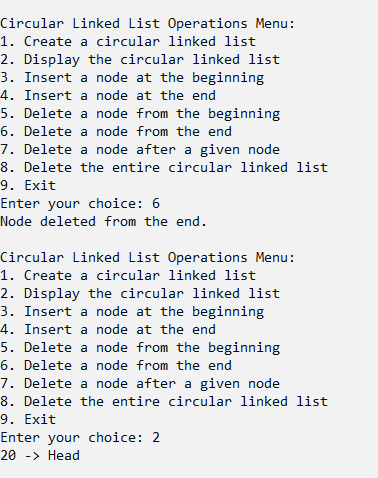 Circular Linked List Operations Menu:
1. Create a circular linked list
2. Display the circular linked list
3. Insert a node at the beginning
4. Insert a node at the end
5. Delete a node from the beginning
6. Delete a node from the end
7. Delete a node after a given node
8. Delete the entire circular linked list
9. Exit
Enter your choice: 6
Node deleted from the end.
Circular Linked List Operations Menu:
1. Create a circular linked list
2. Display the circular linked list
3. Insert a node at the beginning
4. Insert a node at the end
5. Delete a node from the beginning
6. Delete a node from the end
7. Delete a node after a given node
8. Delete the entire circular linked list
9. Exit
Enter your choice: 2
20 -> Head